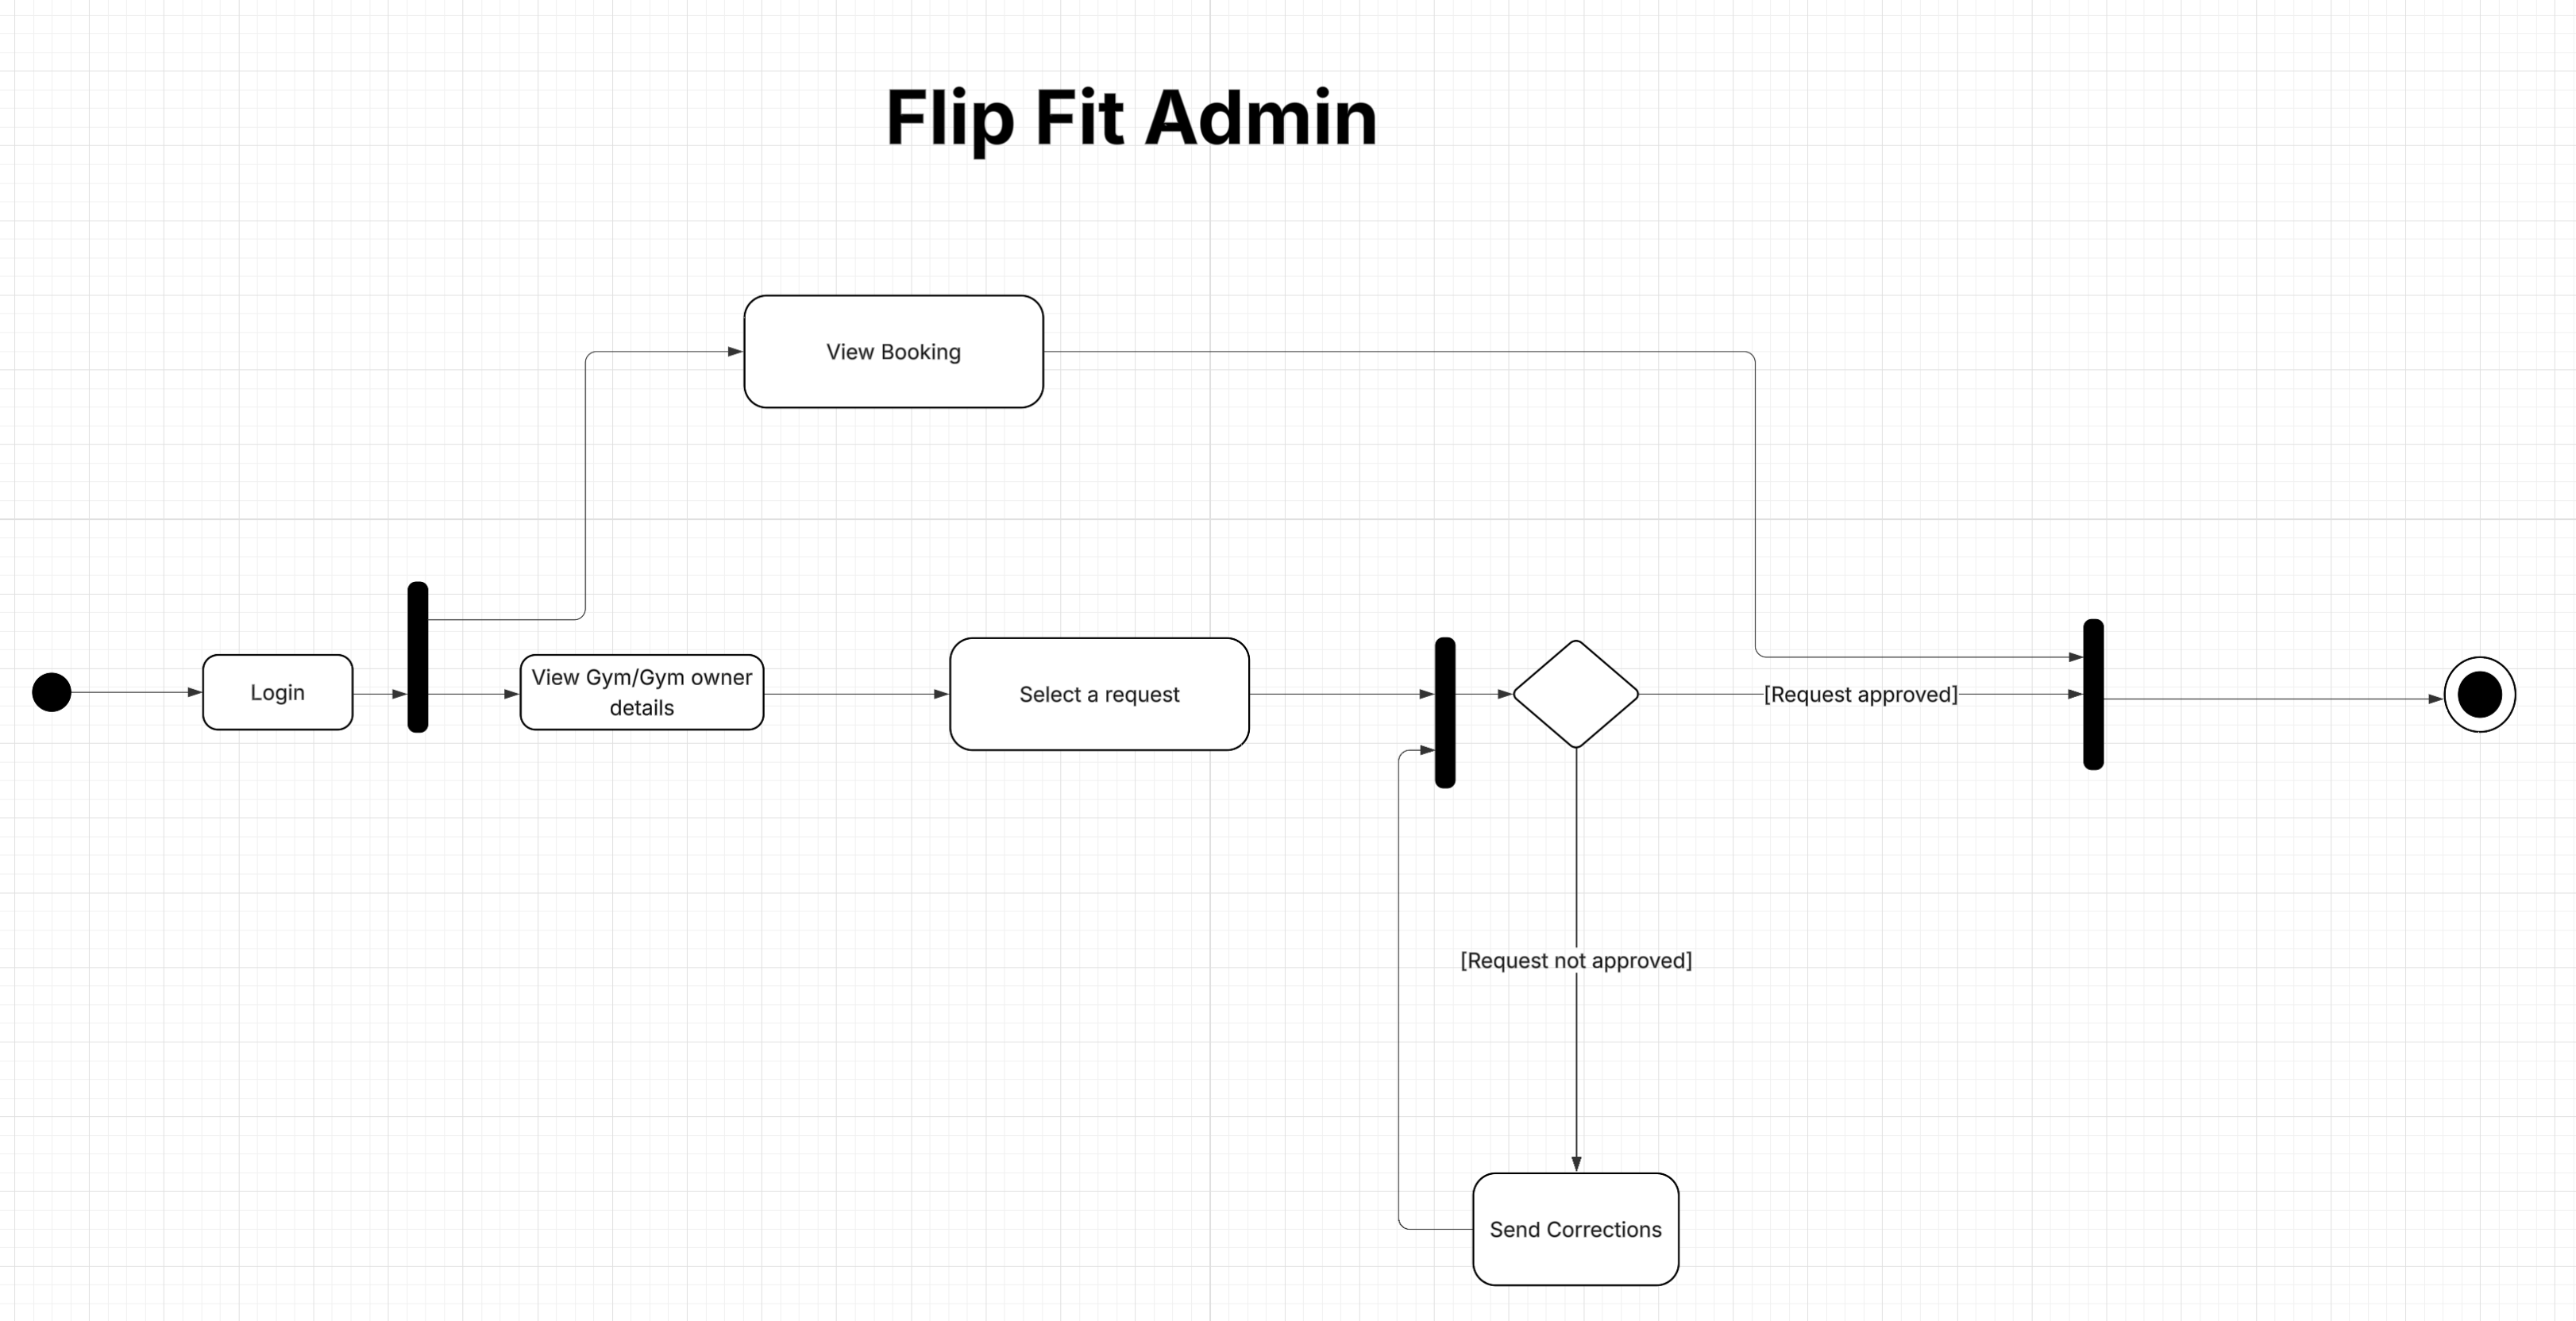 Flip Fit Admin
View Booking
Login
View Gym/Gym owner
details
Select a request
[Request approved]
[Request not approved]
Send Corrections